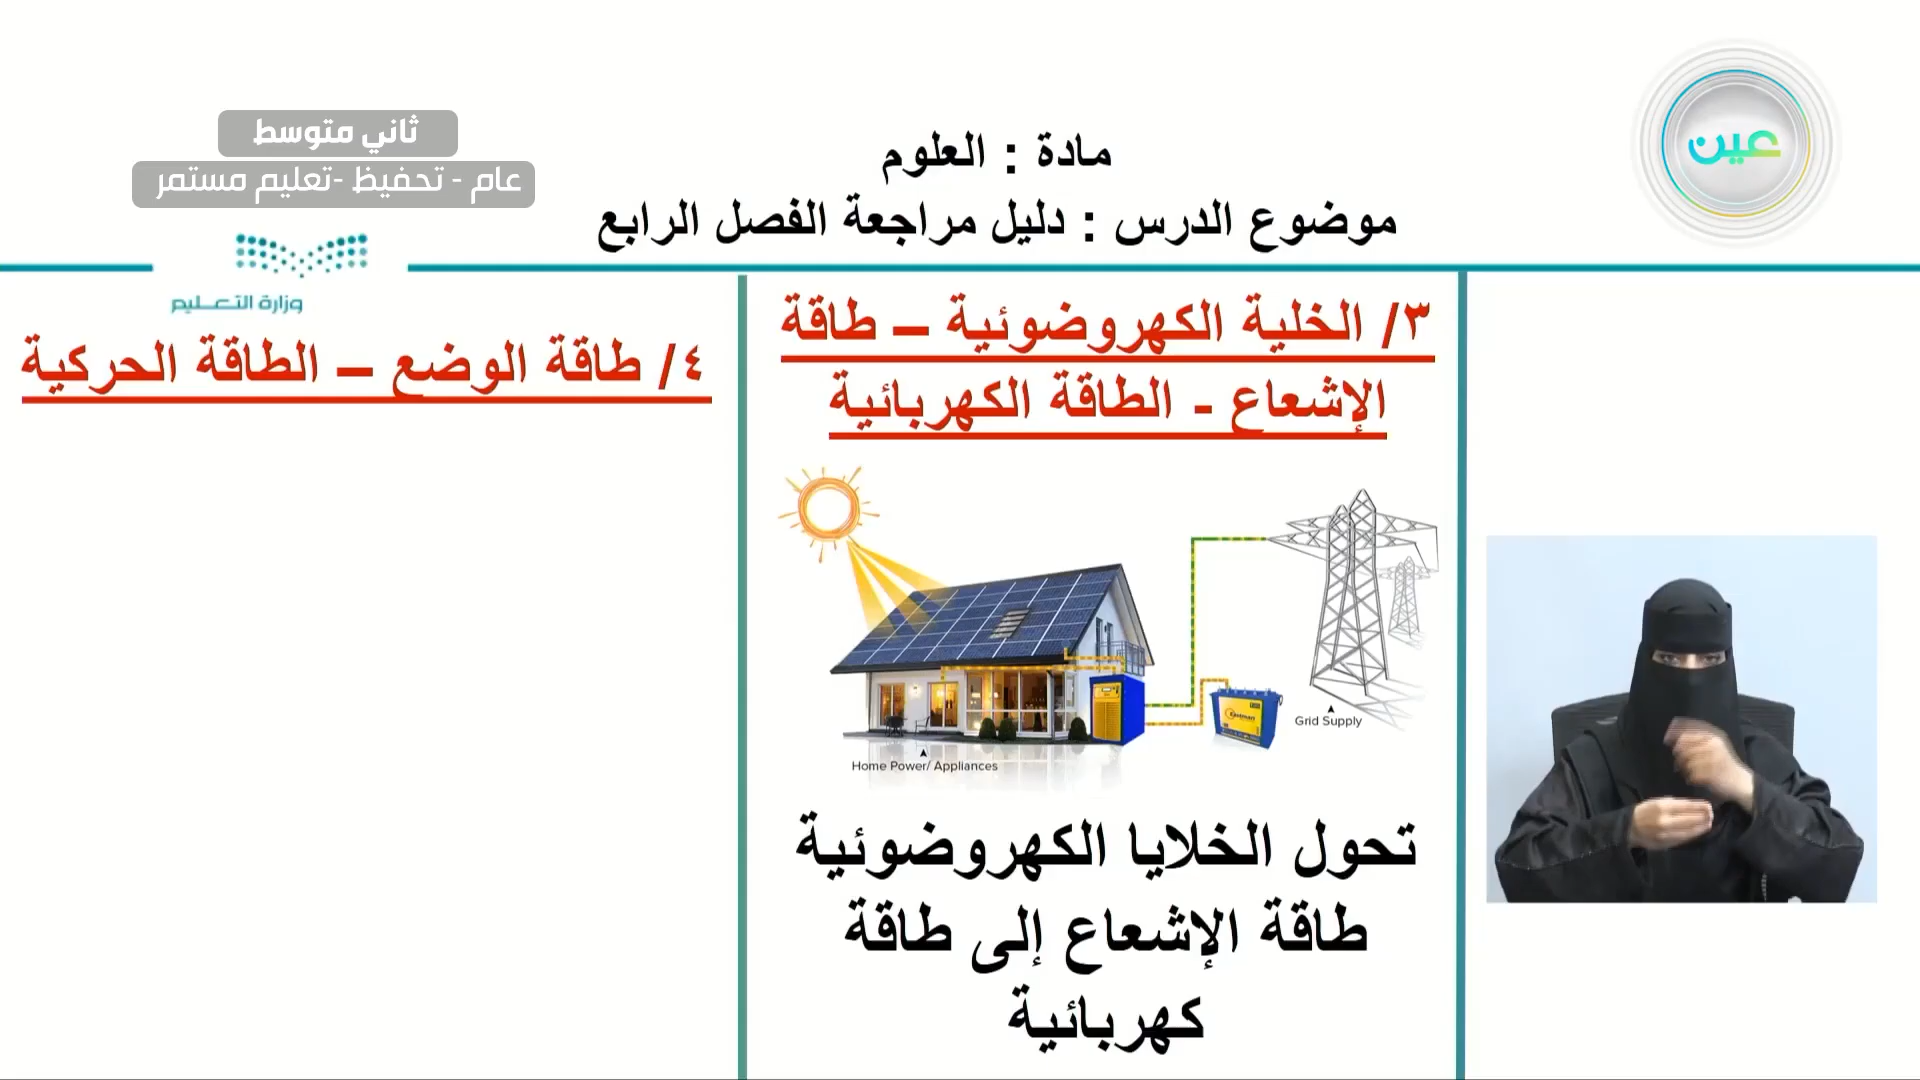 عين
ثاني متوسط
عام - تحفيظ -تعليم مستمر
مادة : العلوم
موضوع الدرس : دليل مراجعة الفصل الرابع
وزارة التعـليم
٣/ الخلية الكهروضوئية – طاقة
الإشعاع - الطاقة الكهربائية
Grid Supply
Home Power/ Appliances
تحول الخلايا الكهروضوئية
طاقة الإشعاع إلى طاقة
كهربائية
٤/ طاقة الوضع – الطاقة الحركية